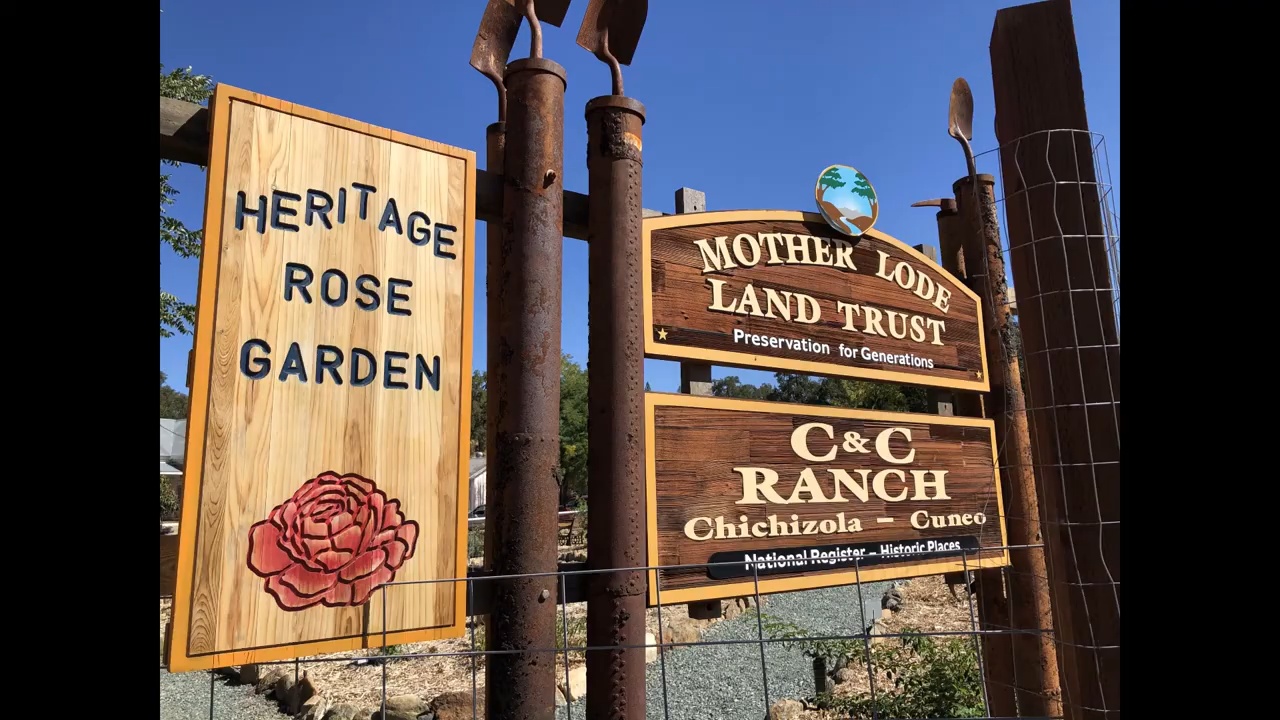 HERITAGE
ROSE
GARDEN
MOTHER LODE
LAND TRUST
Preservation for Generations
C&C
RANCH
Chichizola – Cuneo
National Register – Historic Places